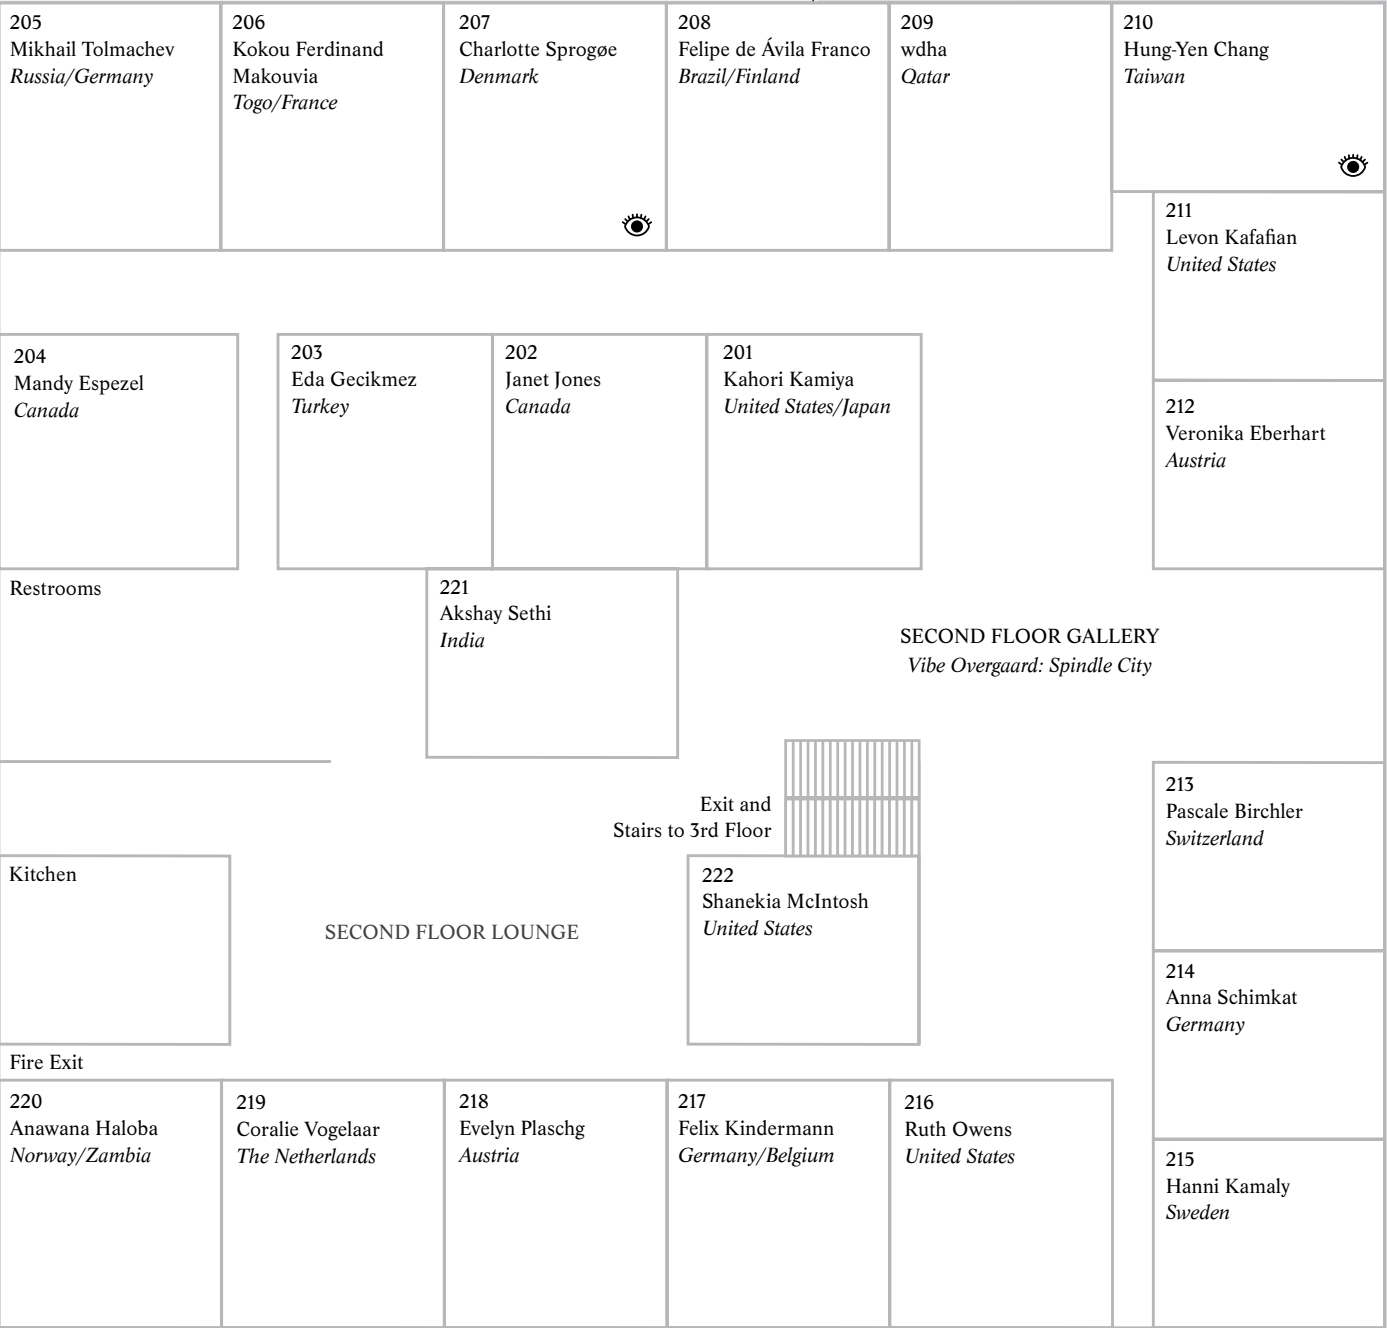 205
Mikhail Tolmachev
Russia/Germany
206
Kokou Ferdinand
Makouvia
Togo/France
207
Charlotte Sprogøe
Denmark
208
Felipe de Ávila Franco
Brazil/Finland
209
wdha
Qatar
210
Hung-Yen Chang
Taiwan
211
Levon Kafafian
United States
204
Mandy Espezel
Canada
203
Eda Gecikmez
Turkey
202
Janet Jones
Canada
201
Kahori Kamiya
United States/Japan
212
Veronika Eberhart
Austria
Restrooms
221
Akshay Sethi
India
SECOND FLOOR GALLERY
Vibe Overgaard: Spindle City
Exit and
Stairs to 3rd Floor
213
Pascale Birchler
Switzerland
Kitchen
SECOND FLOOR LOUNGE
222
Shanekia McIntosh
United States
214
Anna Schimkat
Germany
Fire Exit
220
Anawana Haloba
Norway/Zambia
219
Coralie Vogelaar
The Netherlands
218
Evelyn Plaschg
Austria
217
Felix Kindermann
Germany/Belgium
216
Ruth Owens
United States
215
Hanni Kamaly
Sweden